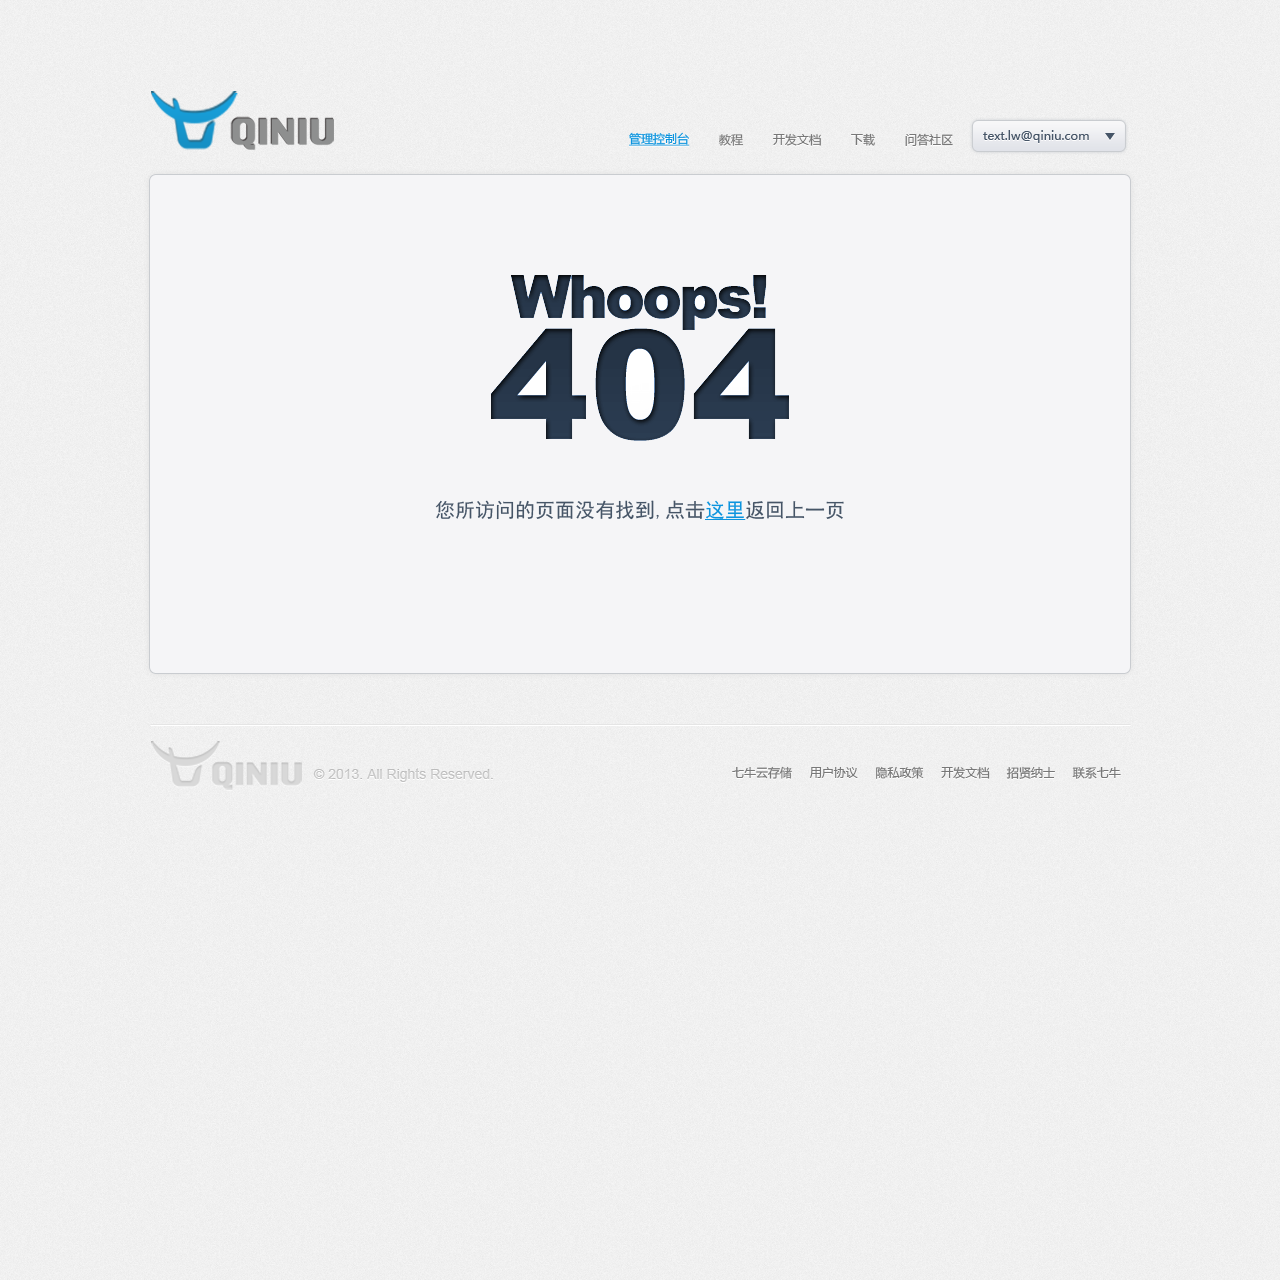 QINIU
管理控制台 教程 开发文档 下载 问答社区 text.lw@qiniu.com
Whoops!
404
您所访问的页面没有找到, 点击这里返回上一页
QINIU © 2013. All Rights Reserved. 七牛云存储 用户协议 隐私政策 开发文档 招贤纳士 联系七牛